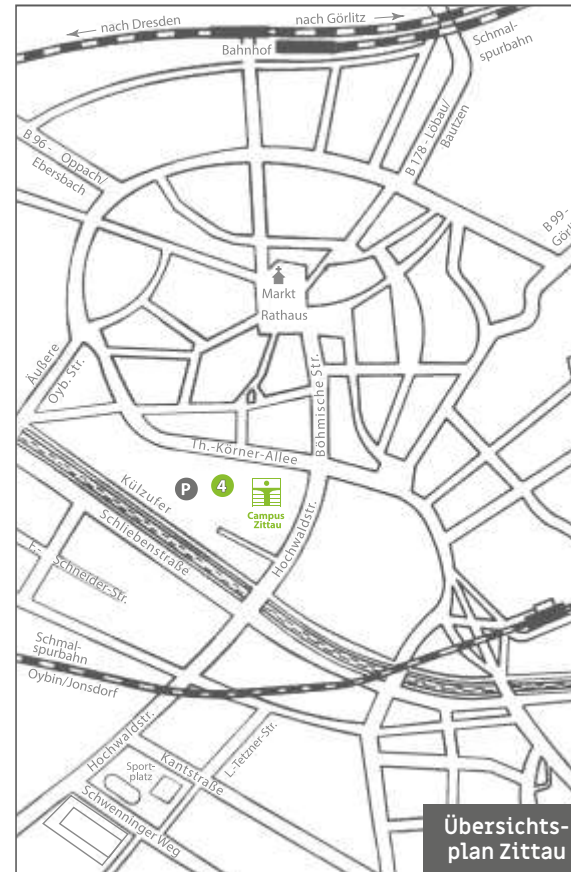 nach Dresden
nach Görlitz
Bahnhof
Schmal-
spurbahn
B 96 - Oppach/
Ebersbach
B 178 - Löbau/
Bautzen
B 99 -
Markt
Rathaus
Äußere
Oyb. Str.
Böhmische Str.
Th.-Körner-Allee
Külzufer
P
4
Campus
Zittau
Schliebenstraße
Hochwaldstr.
Schneider-Str.
Schmal-
spurbahn
Oybin/Jonsdorf
Hochwaldstr.
Sport-
platz
Kantstraße
L.-Tetzner-Str.
Schwenninger Weg
Übersichts-
plan Zittau